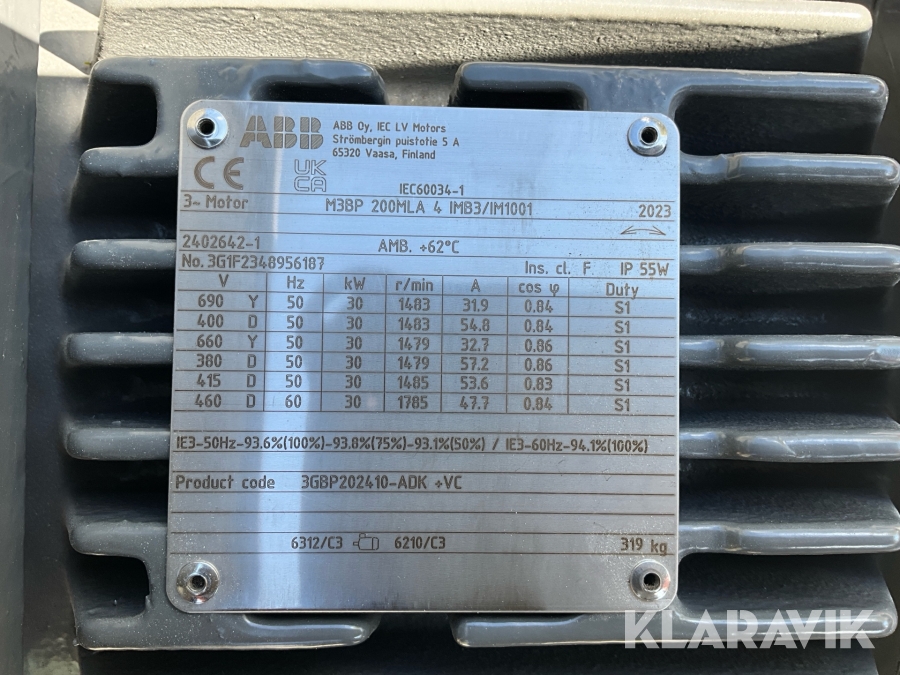 ABB
ABB Oy, IEC LV Motors
Strömbergin puistotie 5 A
65320 Vaasa, Finland
CE UK CA
IEC60034-1
3~ Motor M3BP 200MLA 4 IMB3/IM1001 2023
2402642-1 AMB. +62°C
No. 3G1F2348956187 Ins. cl. F IP 55W
V Hz kW r/min A cos φ Duty
690 Y 50 30 1483 31.9 0.84 S1
400 D 50 30 1483 54.8 0.84 S1
660 Y 50 30 1479 32.7 0.86 S1
380 D 50 30 1479 57.2 0.86 S1
415 D 50 30 1485 53.6 0.83 S1
460 D 60 30 1785 47.7 0.84 S1
IE3-50Hz-93.6%(100%)-93.8%(75%)-93.1%(50%) / IE3-60Hz-94.1%(100%)
Product code 3GBP202410-ADK +VC
6312/C3 6210/C3 319 kg
KLARAVIK